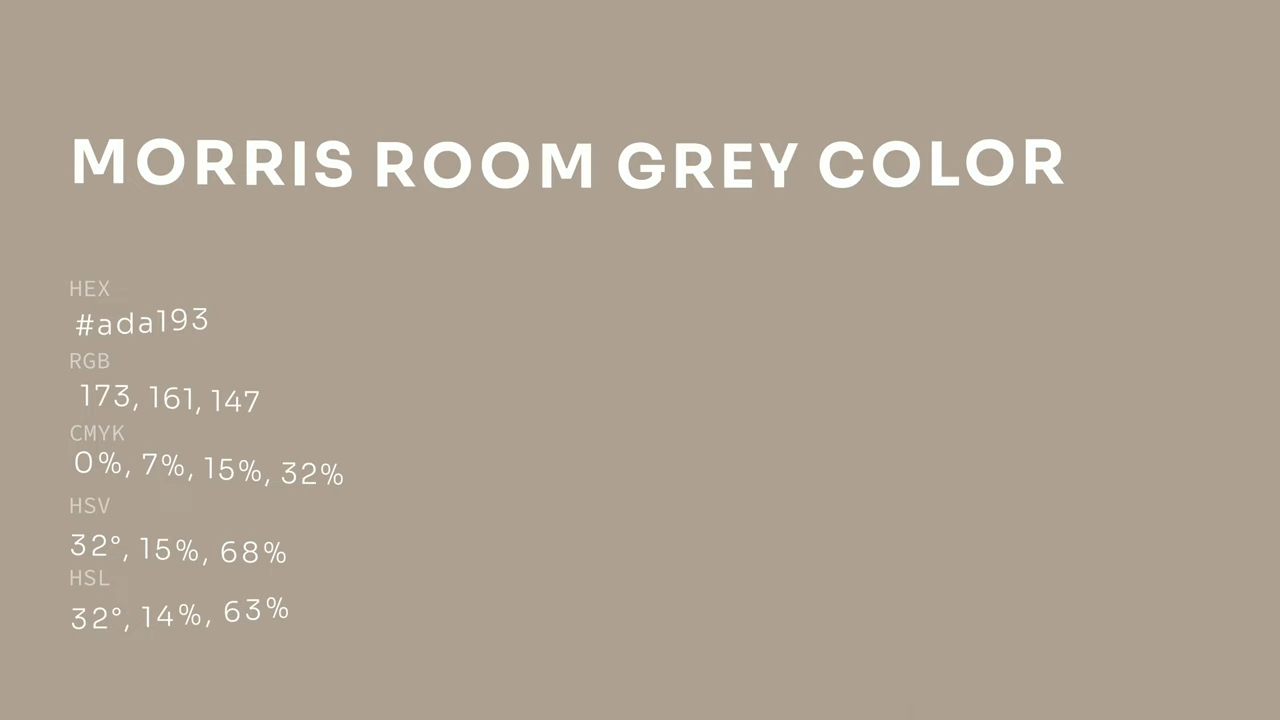 MORRIS ROOM GREY COLOR
HEX
#ada193
RGB
173, 161, 147
CMYK
0%, 7%, 15%, 32%
HSV
32°, 15%, 68%
HSL
32°, 14%, 63%